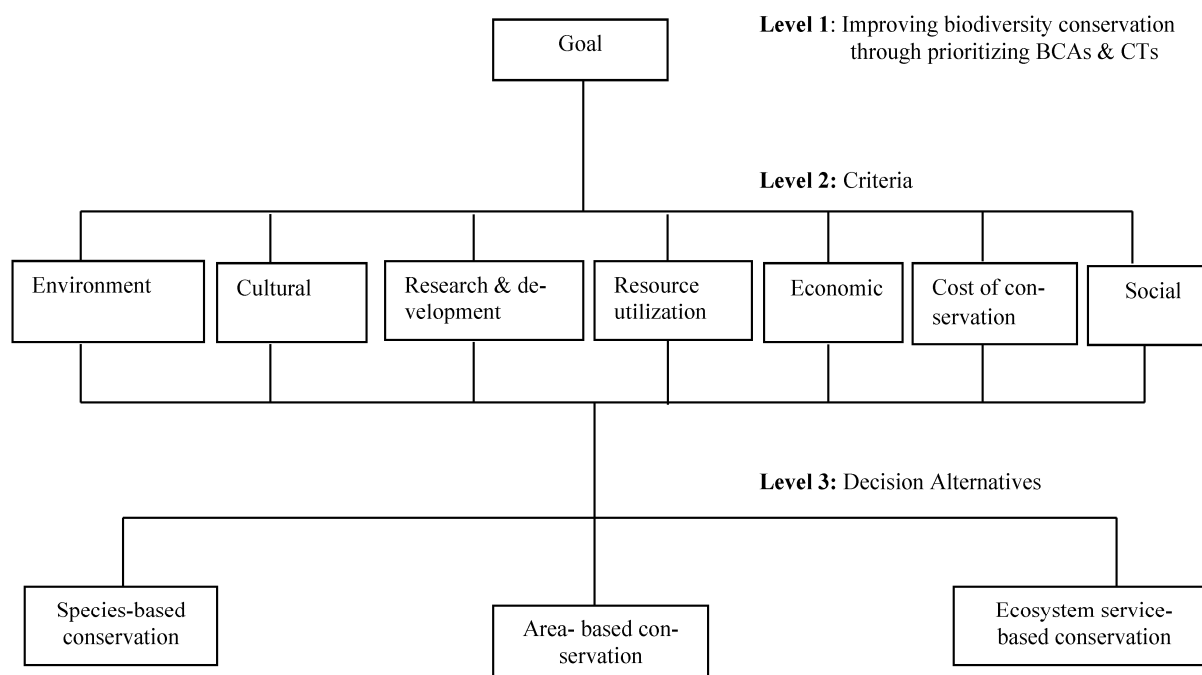 Goal
Level 1: Improving biodiversity conservation
through prioritizing BCAs & CTs
Level 2: Criteria
Environment
Cultural
Research & de-
velopment
Resource
utilization
Economic
Cost of con-
servation
Social
Level 3: Decision Alternatives
Species-based
conservation
Area- based con-
servation
Ecosystem service-
based conservation